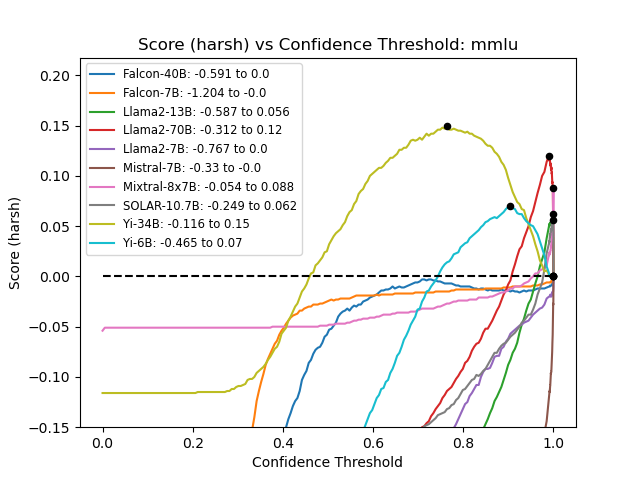 Score (harsh) vs Confidence Threshold: mmlu
Score (harsh)
0.20
0.15
0.10
0.05
0.00
−0.05
−0.10
−0.15
Falcon-40B: -0.591 to 0.0
Falcon-7B: -1.204 to -0.0
Llama2-13B: -0.587 to 0.056
Llama2-70B: -0.312 to 0.12
Llama2-7B: -0.767 to 0.0
Mistral-7B: -0.33 to -0.0
Mixtral-8x7B: -0.054 to 0.088
SOLAR-10.7B: -0.249 to 0.062
Yi-34B: -0.116 to 0.15
Yi-6B: -0.465 to 0.07
0.0 0.2 0.4 0.6 0.8 1.0
Confidence Threshold